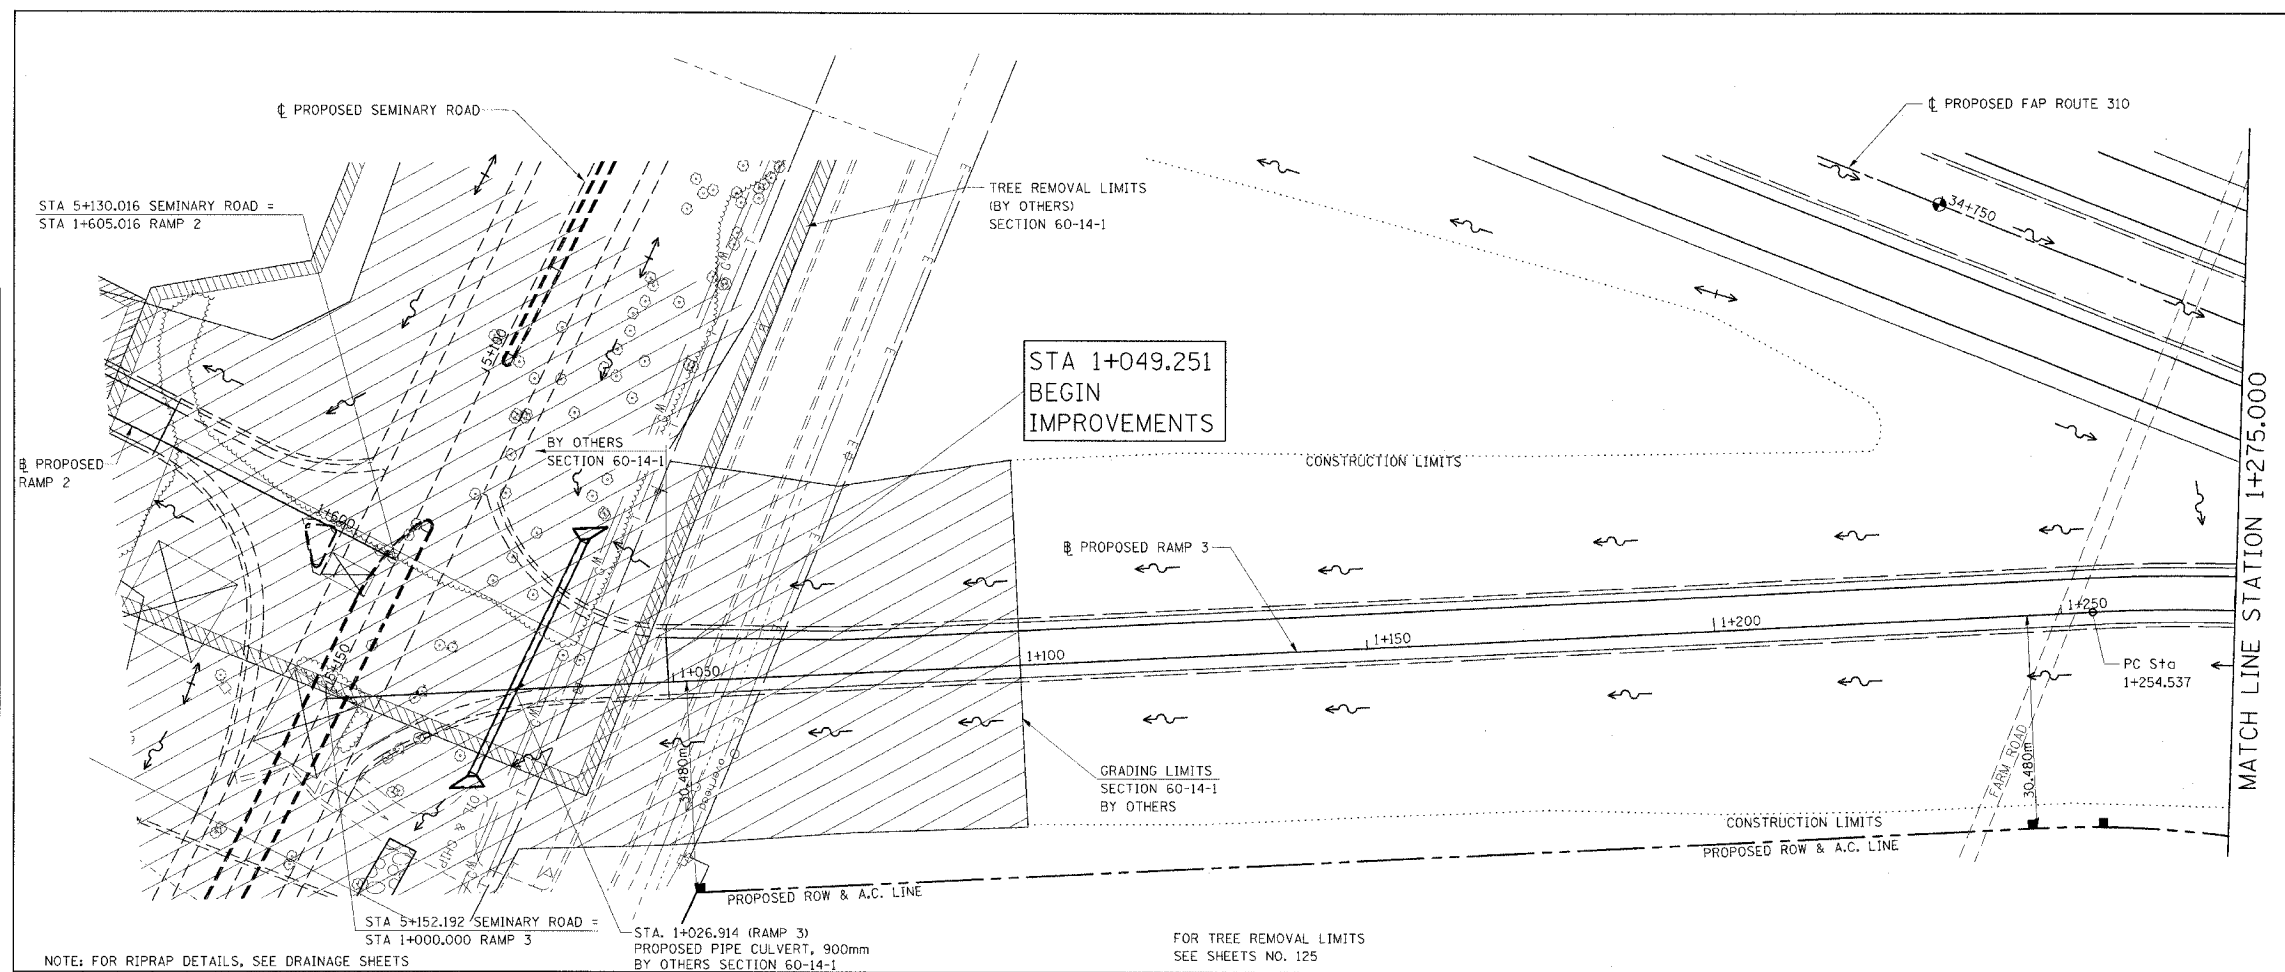 ℄ PROPOSED SEMINARY ROAD
℄ PROPOSED FAP ROUTE 310
STA 5+130.016 SEMINARY ROAD =
STA 1+605.016 RAMP 2
TREE REMOVAL LIMITS
(BY OTHERS)
SECTION 60-14-1
34+750
5+100
STA 1+049.251
BEGIN
IMPROVEMENTS
BY OTHERS
SECTION 60-14-1
PROPOSED
RAMP 2
CONSTRUCTION LIMITS
1+600
PROPOSED RAMP 3
MATCH LINE STATION 1+275.000
1+050
1+100
1+150
1+200
1+250
5+150
PC Sta
1+254.537
30.480m
30.480m
FARM ROAD
GRADING LIMITS
SECTION 60-14-1
BY OTHERS
overhead
OIL & CHIP
CONSTRUCTION LIMITS
PROPOSED ROW & A.C. LINE
PROPOSED ROW & A.C. LINE
STA 5+152.192 SEMINARY ROAD =
STA 1+000.000 RAMP 3
STA. 1+026.914 (RAMP 3)
PROPOSED PIPE CULVERT, 900mm
BY OTHERS SECTION 60-14-1
FOR TREE REMOVAL LIMITS
SEE SHEETS NO. 125
NOTE: FOR RIPRAP DETAILS, SEE DRAINAGE SHEETS